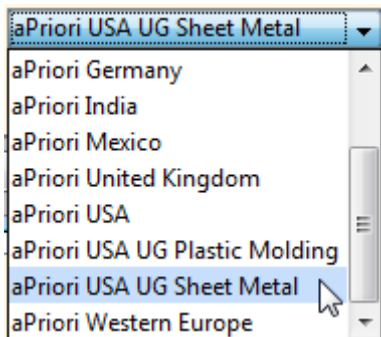 aPriori USA UG Sheet Metal
aPriori Germany
aPriori India
aPriori Mexico
aPriori United Kingdom
aPriori USA
aPriori USA UG Plastic Molding
aPriori USA UG Sheet Metal
aPriori Western Europe